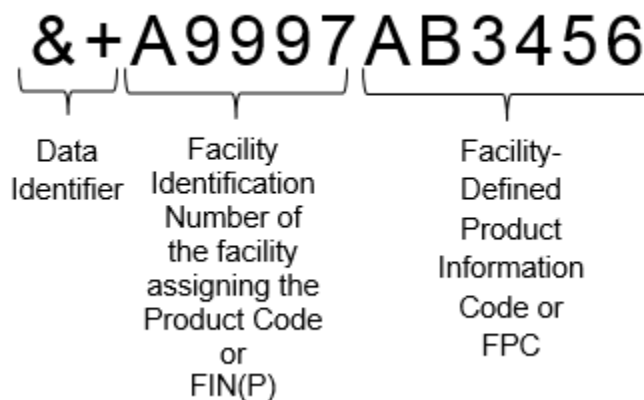 &+A9997AB3456
Data
Identifier
Facility
Identification
Number of
the facility
assigning the
Product Code
or
FIN(P)
Facility-
Defined
Product
Information
Code or
FPC